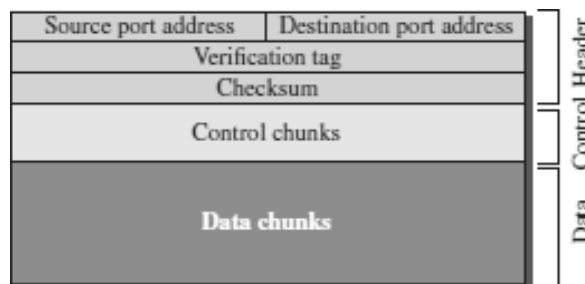 Source port address Destination port address
Verification tag
Checksum
Control chunks
Data chunks
Header
Control
Data